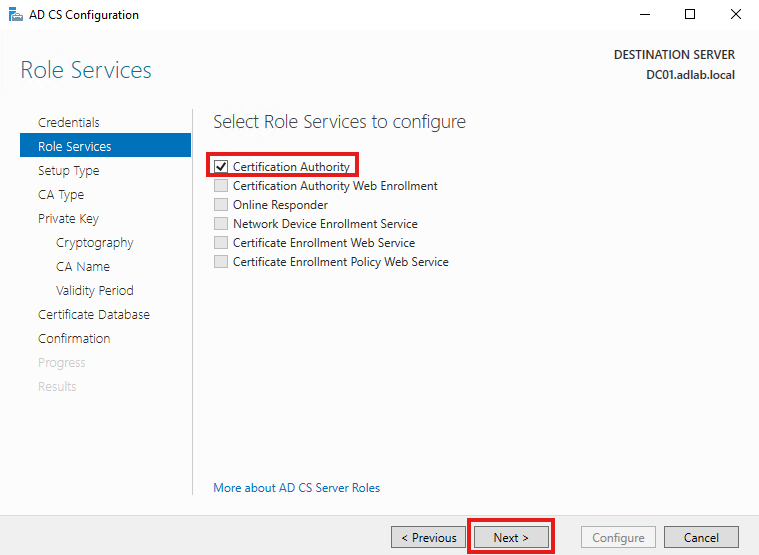 AD CS Configuration
Role Services
DESTINATION SERVER
DC01.adlab.local
Credentials
Role Services
Setup Type
CA Type
Private Key
Cryptography
CA Name
Validity Period
Certificate Database
Confirmation
Progress
Results
Select Role Services to configure
Certification Authority
Certification Authority Web Enrollment
Online Responder
Network Device Enrollment Service
Certificate Enrollment Web Service
Certificate Enrollment Policy Web Service
More about AD CS Server Roles
< Previous
Next >
Configure
Cancel